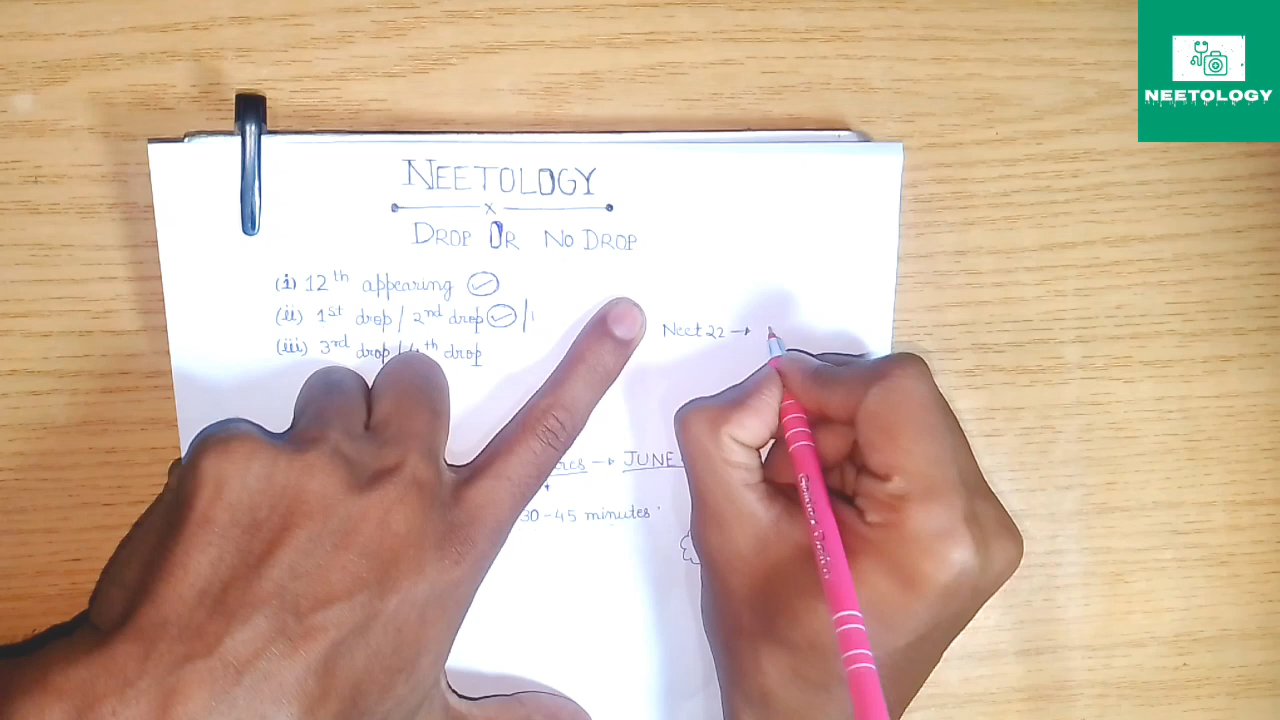 NEETOLOGY
NEETOLOGY
x
DROP OR NO DROP
(i) 12th appearing
(ii) 1st drop / 2nd drop /
(iii) 3rd drop / 4th drop
Neet 22 →
→ JUNE
30-45 minutes